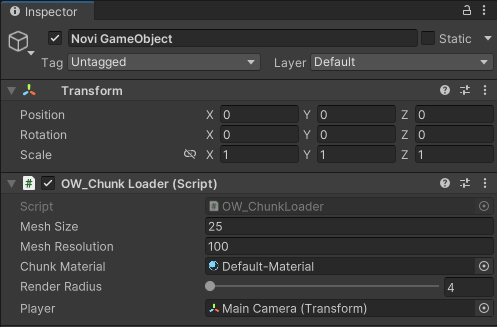 Inspector
Novi GameObject
Static
Tag Untagged Layer Default
Transform
Position X 0 Y 0 Z 0
Rotation X 0 Y 0 Z 0
Scale X 1 Y 1 Z 1
# OW_Chunk Loader (Script)
Script # OW_ChunkLoader
Mesh Size 25
Mesh Resolution 100
Chunk Material Default-Material
Render Radius 4
Player Main Camera (Transform)